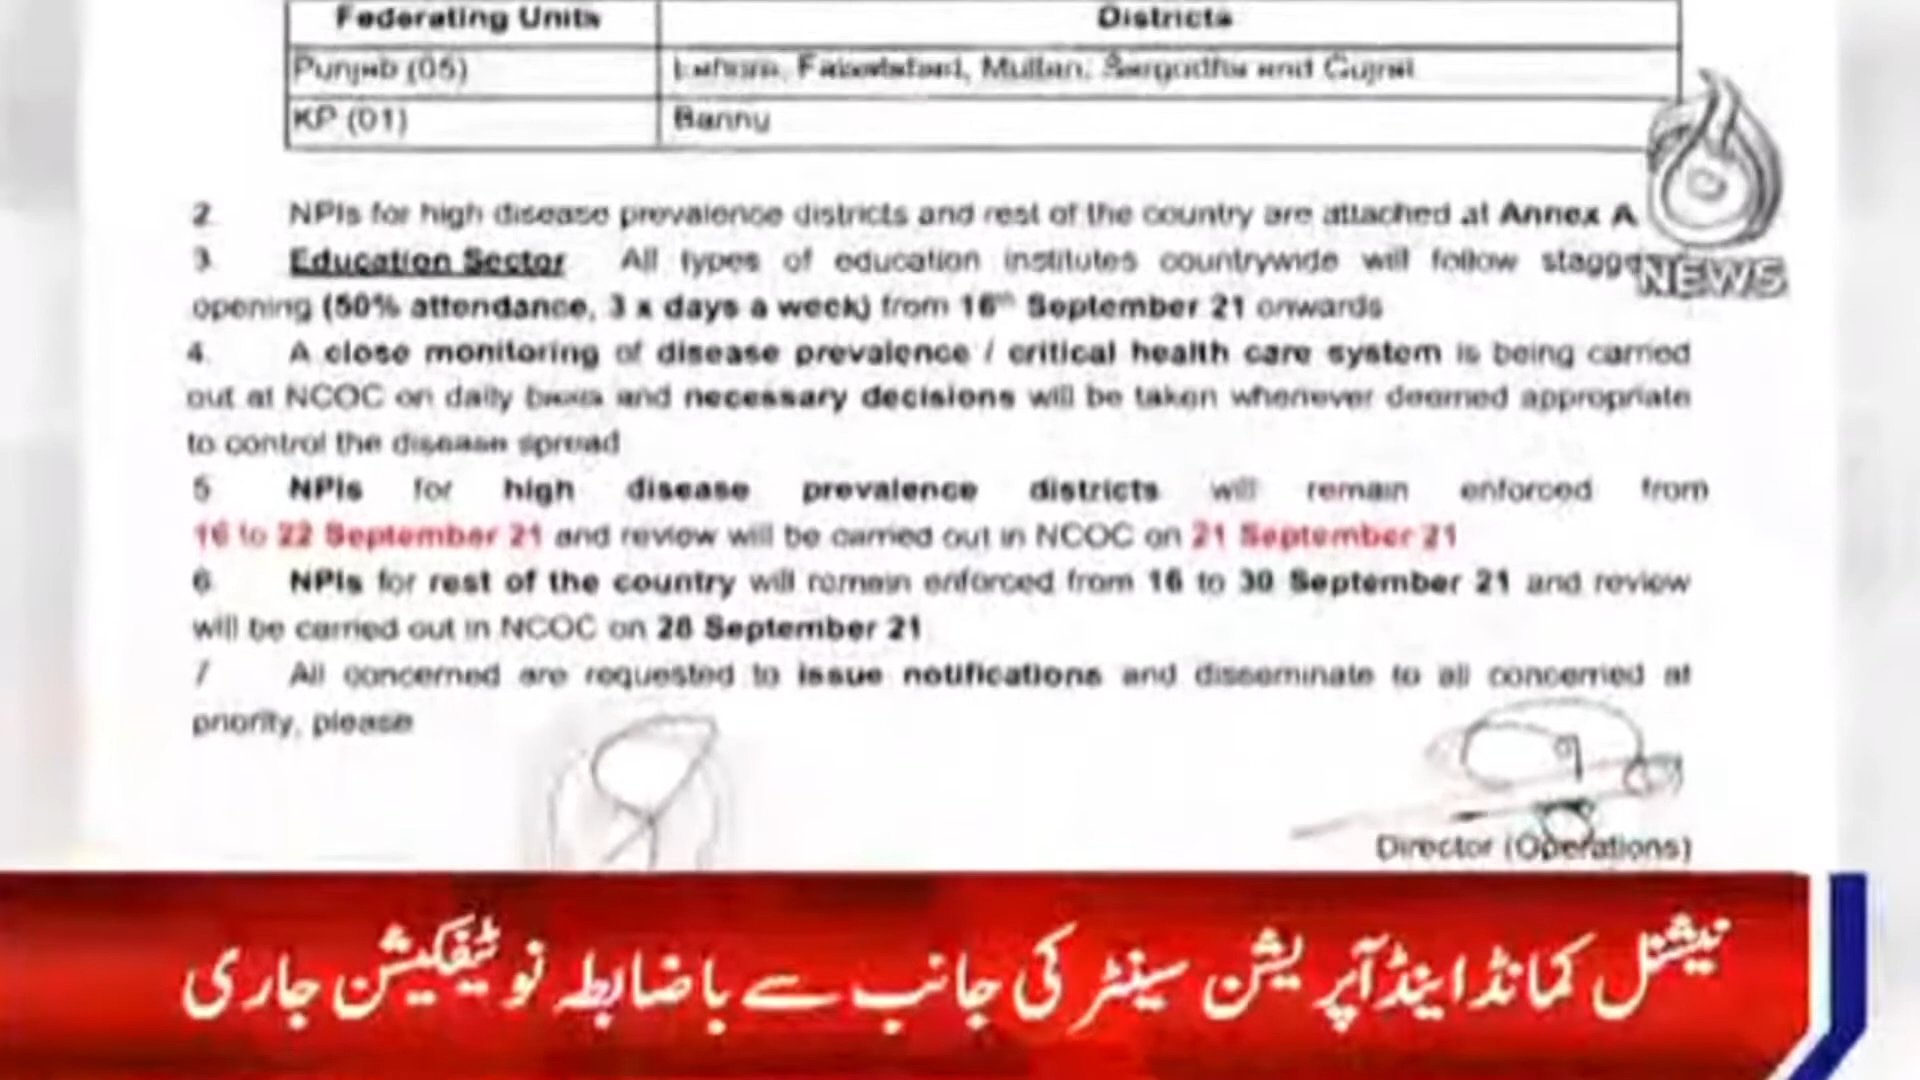 Federating Units Districts
Punjab (05) Lahore, Faisalabad, Multan, Sargodha and Gujrat
KP (01) Bannu
2. NPIs for high disease prevalence districts and rest of the country are attached at Annex A
3. Education Sector All types of education institutes countrywide will follow
opening (50% attendance, 3 x days a week) from 16th September 21 onwards
4. A close monitoring of disease prevalence / critical health care system is being carried
out at NCOC on daily basis and necessary decisions will be taken whenever deemed appropriate
to control the disease spread
5 NPIs for high disease prevalence districts will remain enforced from
16 to 22 September 21 and review will be carried out in NCOC on 21 September 21
6. NPIs for rest of the country will remain enforced from 16 to 30 September 21 and review
will be carried out in NCOC on 28 September 21
7 All concerned are requested to issue notifications and disseminate to all concerned at
priority, please
Director (Operations)
NEWS
نیشنل کمانڈ اینڈ آپریشن سینٹر کی جانب سے باضابطہ نوٹیفکیشن جاری